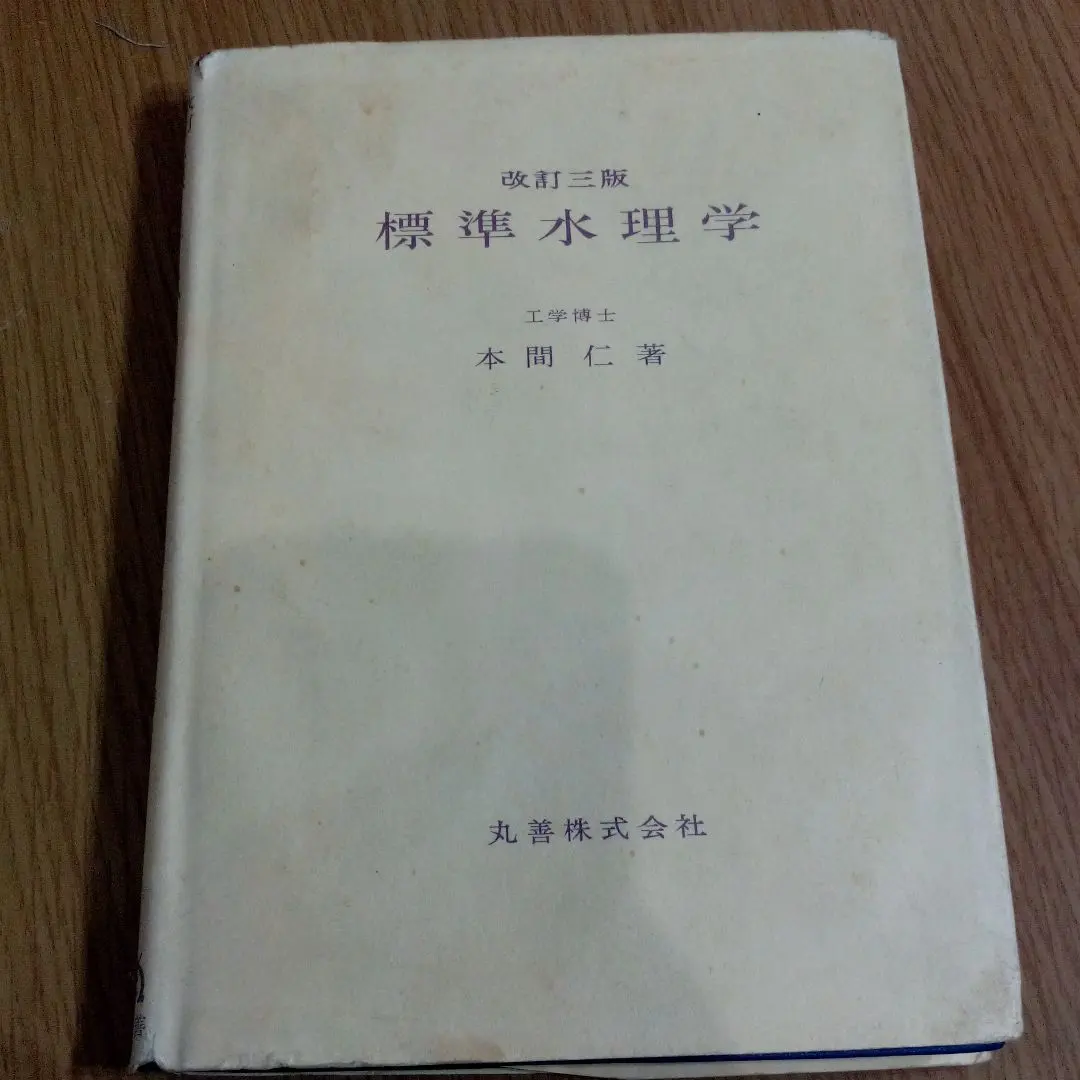 改訂三版
標準水理学
工学博士
本間 仁 著
丸善株式会社